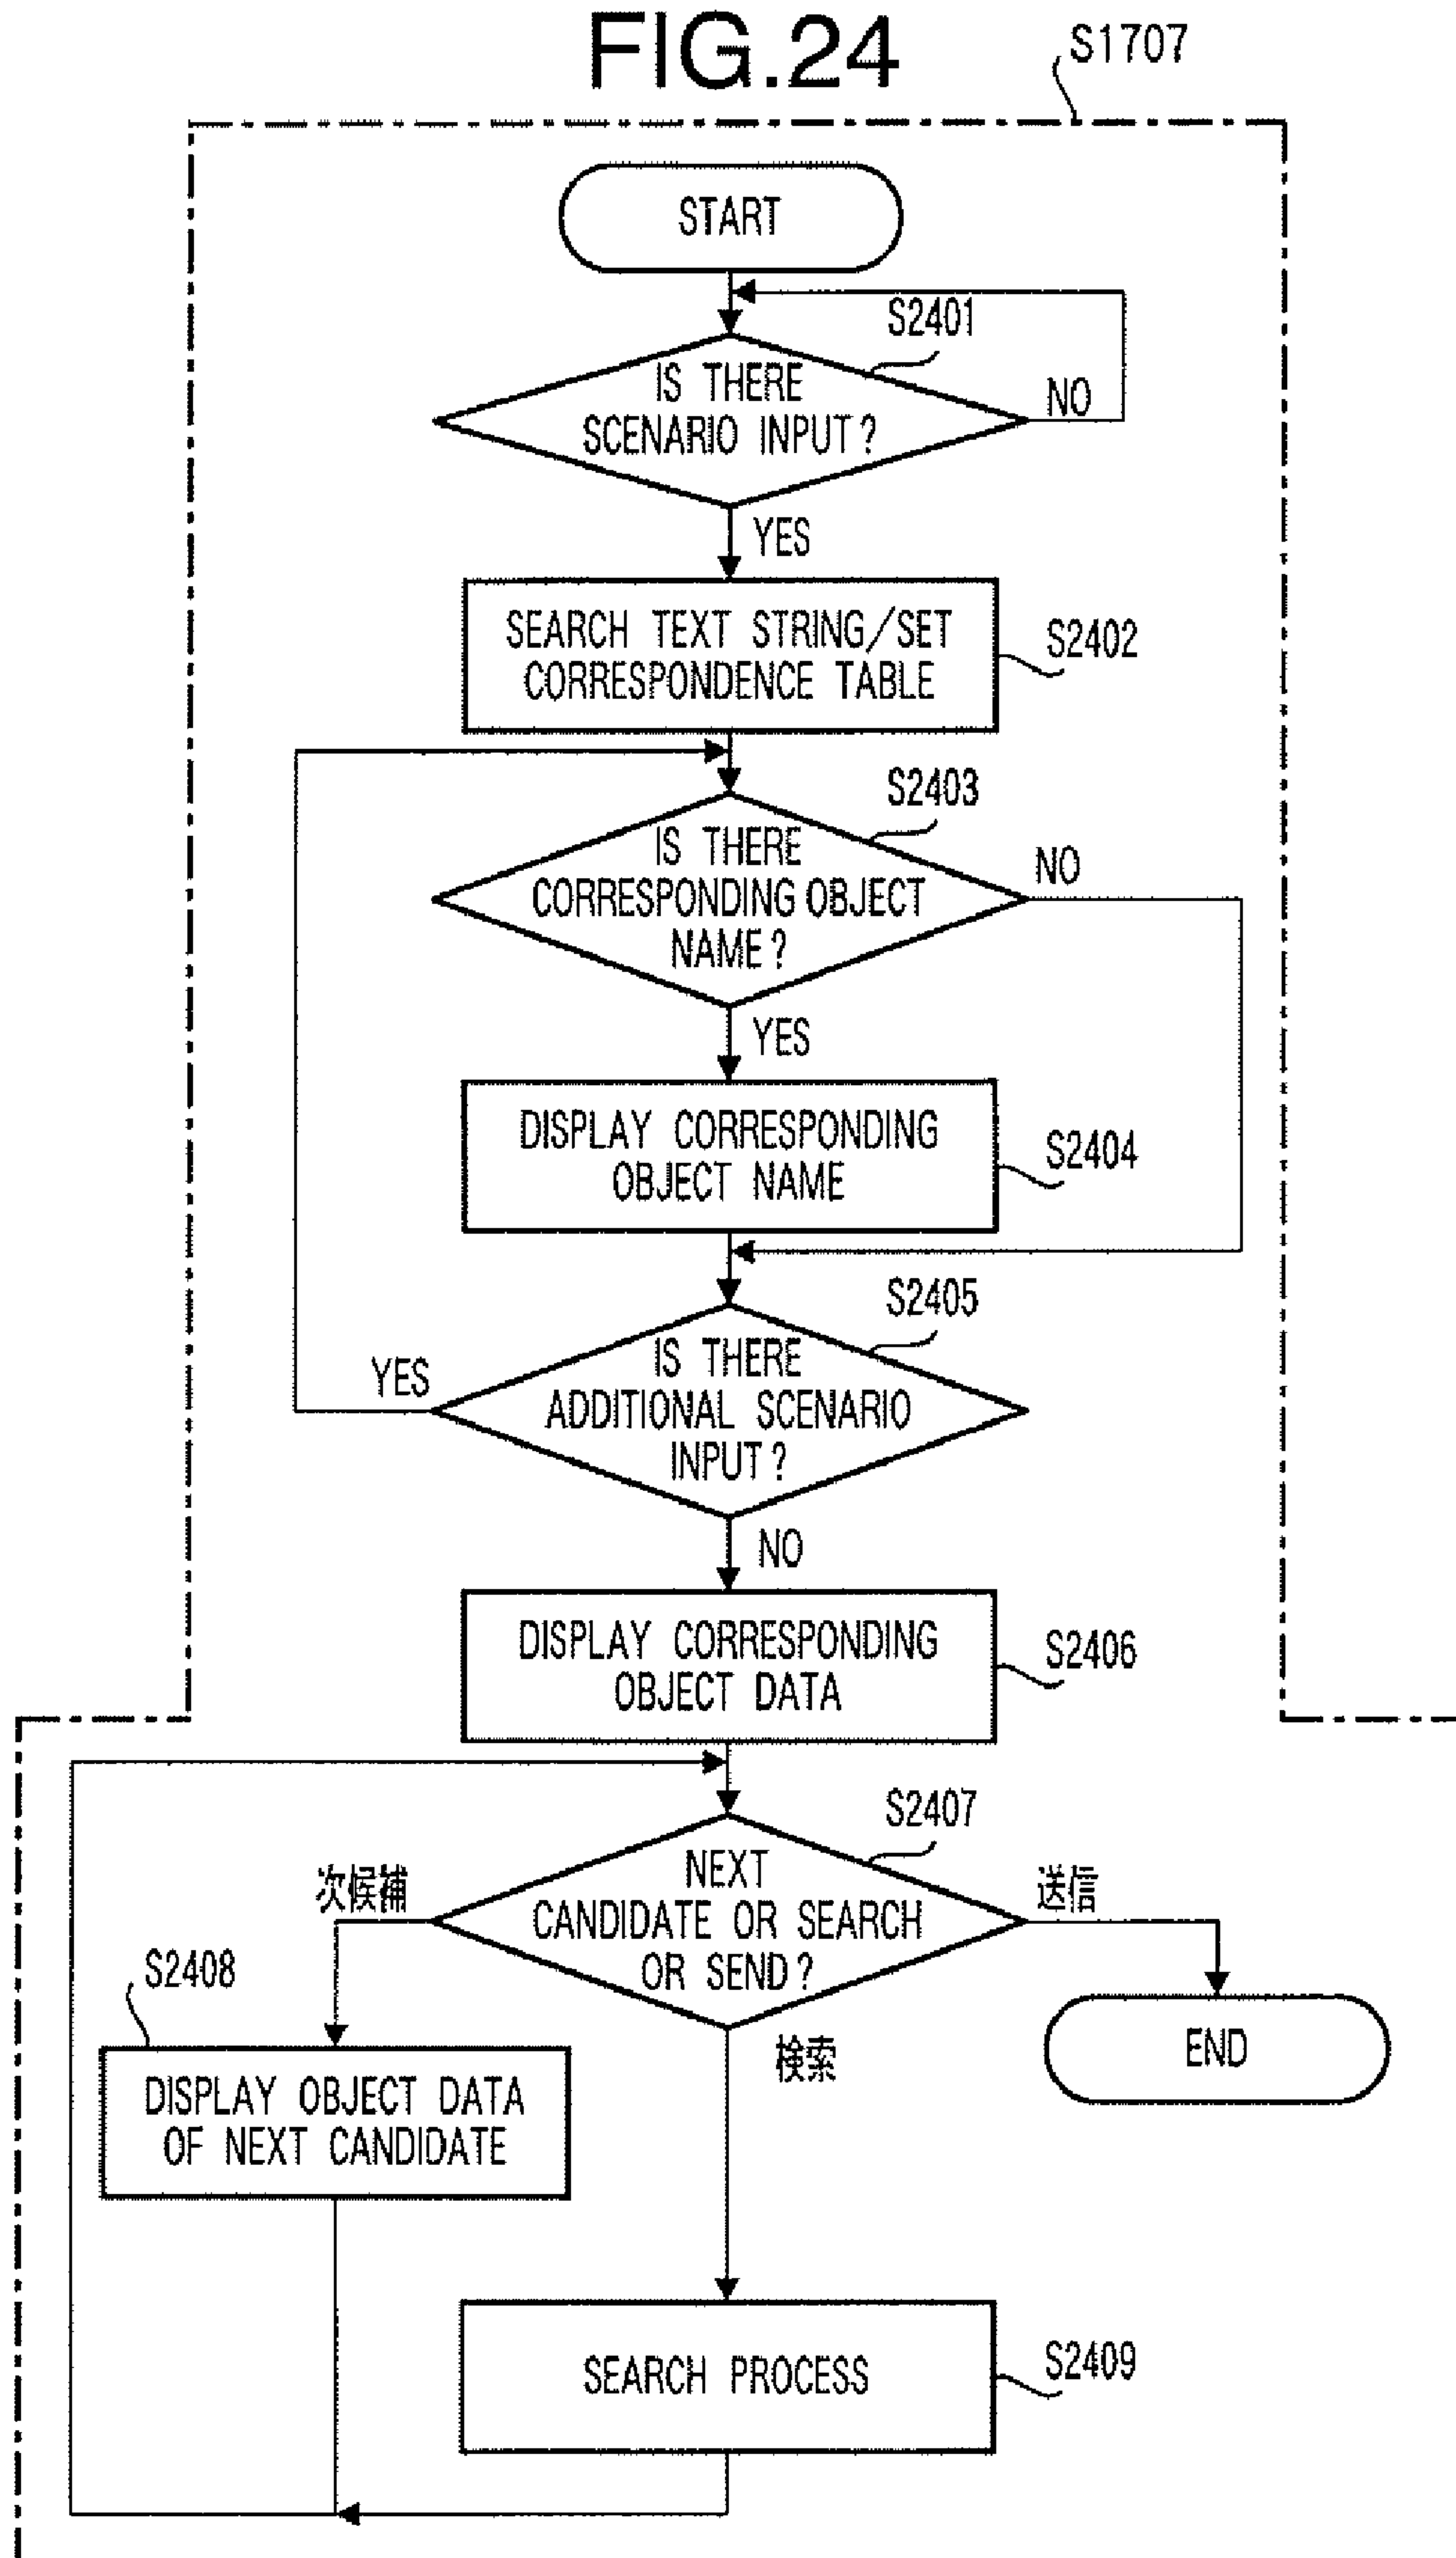 FIG.24
S1707
START
S2401
IS THERE
SCENARIO INPUT?
NO
YES
SEARCH TEXT STRING/SET
CORRESPONDENCE TABLE
S2402
S2403
IS THERE
CORRESPONDING OBJECT
NAME?
NO
YES
DISPLAY CORRESPONDING
OBJECT NAME
S2404
S2405
IS THERE
ADDITIONAL SCENARIO
INPUT?
YES
NO
DISPLAY CORRESPONDING
OBJECT DATA
S2406
S2407
NEXT
CANDIDATE OR SEARCH
OR SEND?
次候補
送信
検索
S2408
DISPLAY OBJECT DATA
OF NEXT CANDIDATE
END
SEARCH PROCESS
S2409